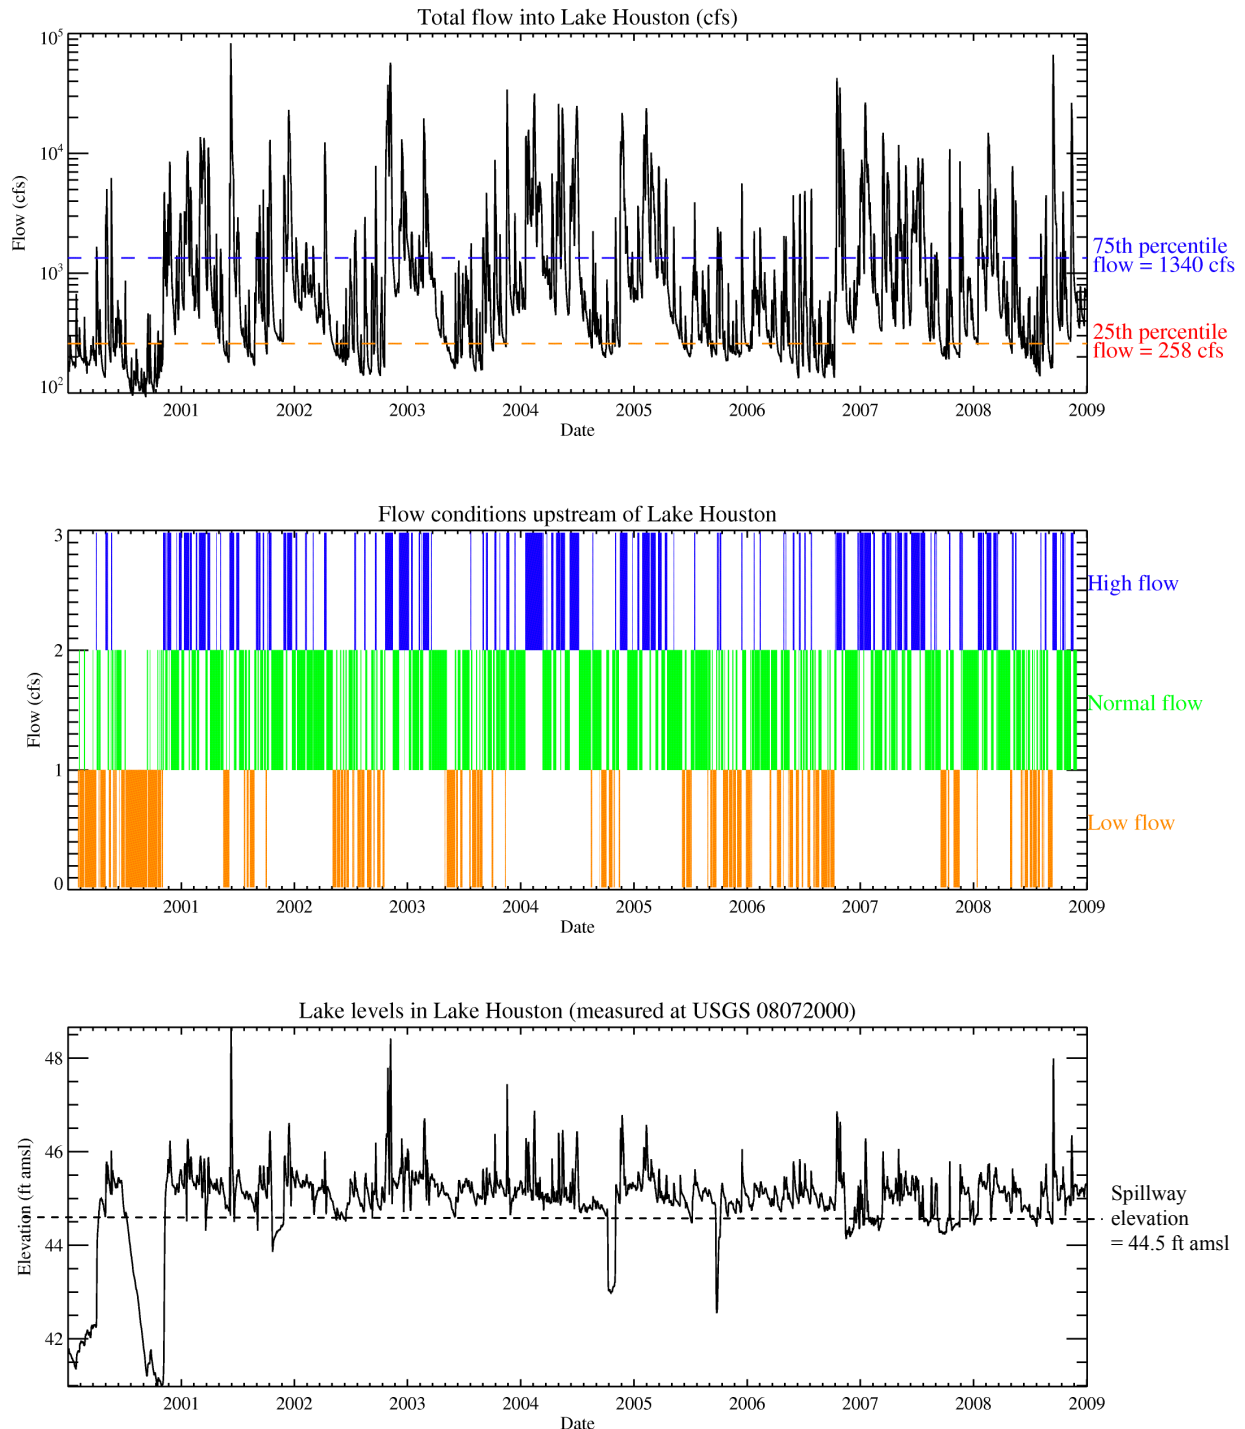 Total flow into Lake Houston (cfs)
10^5
10^4
10^3
10^2
Flow (cfs)
75th percentile
flow = 1340 cfs
25th percentile
flow = 258 cfs
2001 2002 2003 2004 2005 2006 2007 2008 2009
Date
Flow conditions upstream of Lake Houston
3
2
1
0
Flow (cfs)
High flow
Normal flow
Low flow
2001 2002 2003 2004 2005 2006 2007 2008 2009
Date
Lake levels in Lake Houston (measured at USGS 08072000)
48
46
44
42
Elevation (ft amsl)
Spillway
elevation
= 44.5 ft amsl
2001 2002 2003 2004 2005 2006 2007 2008 2009
Date